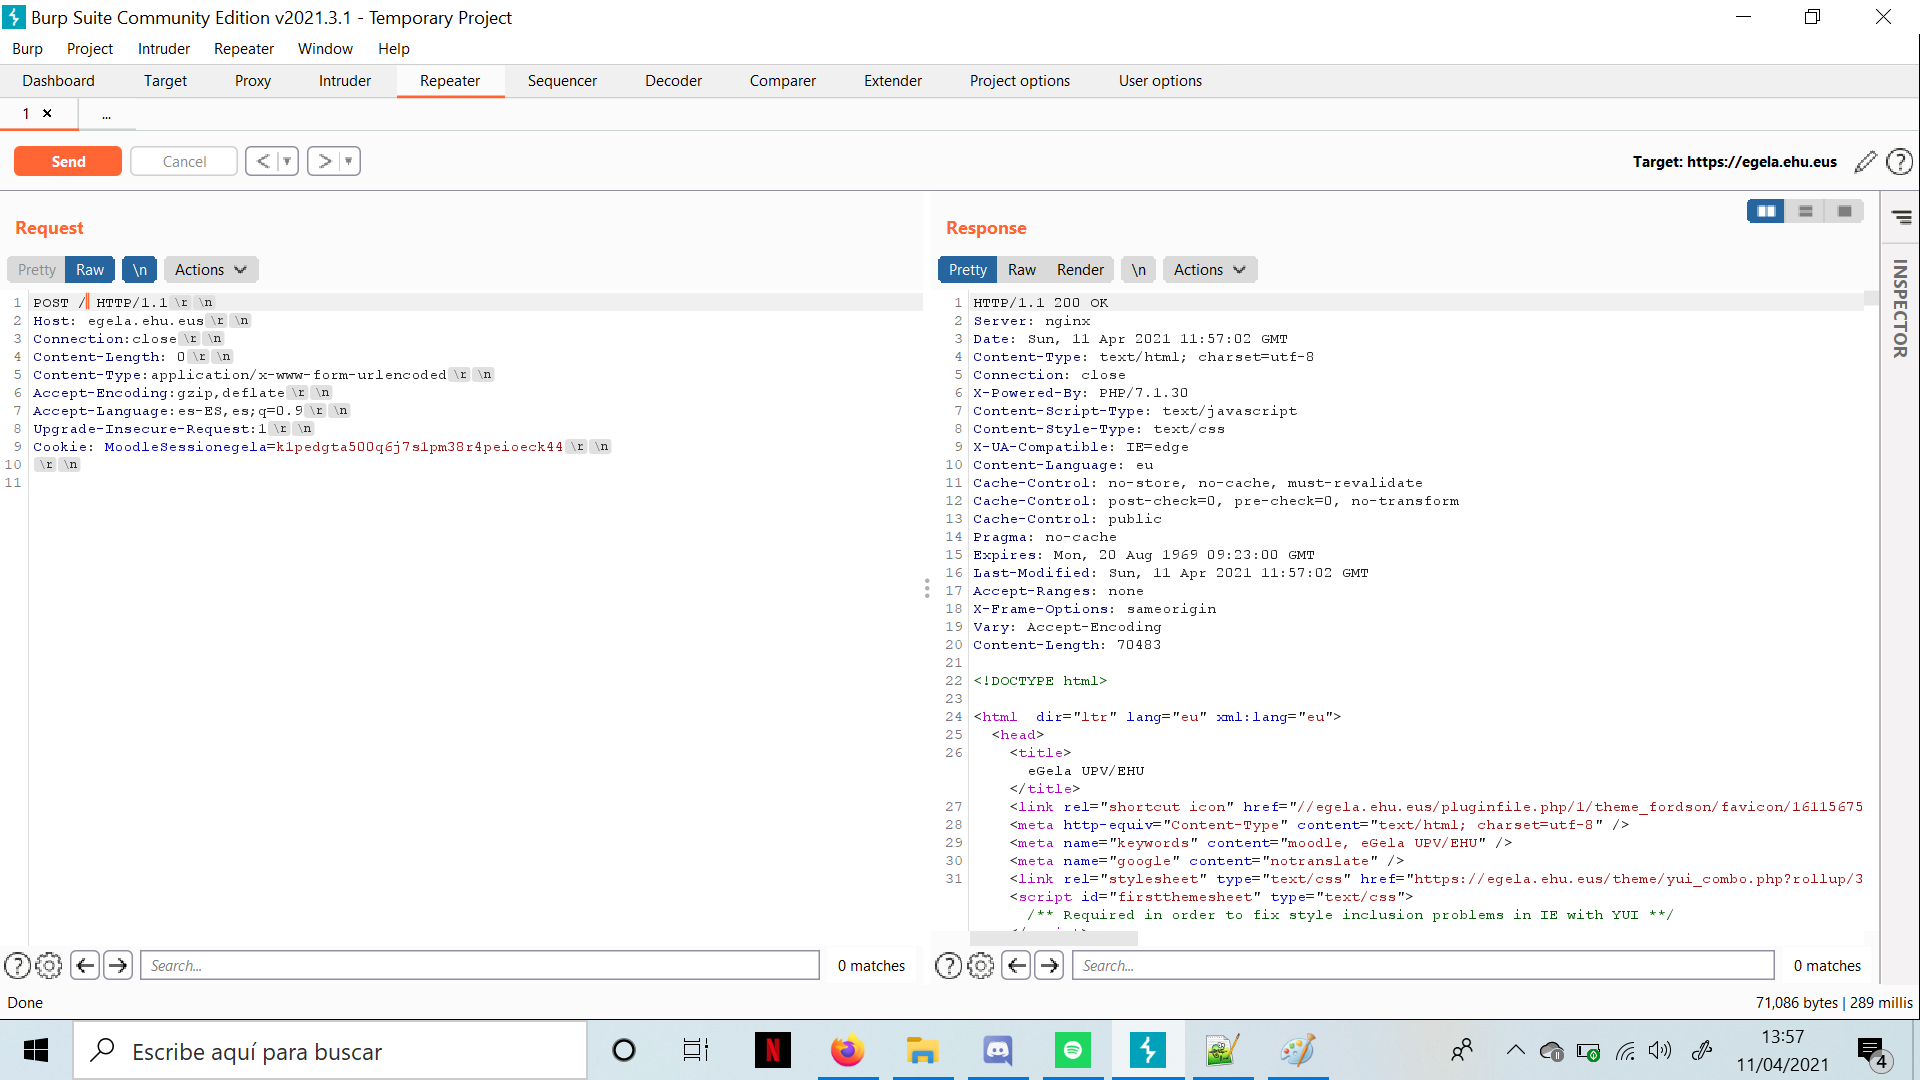 Burp Suite Community Edition v2021.3.1 - Temporary Project
Burp Project Intruder Repeater Window Help
Dashboard Target Proxy Intruder Repeater Sequencer Decoder Comparer Extender Project options User options
1 × ...
Send Cancel < > Target: https://egela.ehu.eus
Request
Pretty Raw \n Actions
1 POST / HTTP/1.1 \r \n
2 Host: egela.ehu.eus \r \n
3 Connection:close \r \n
4 Content-Length: 0 \r \n
5 Content-Type:application/x-www-form-urlencoded \r \n
6 Accept-Encoding:gzip,deflate \r \n
7 Accept-Language:es-ES,es;q=0.9 \r \n
8 Upgrade-Insecure-Request:1 \r \n
9 Cookie: MoodleSessionegela=k1pedgta500q6j7s1pm38r4peioeck44 \r \n
10 \r \n
11
Search... 0 matches
Response
Pretty Raw Render \n Actions
1 HTTP/1.1 200 OK
2 Server: nginx
3 Date: Sun, 11 Apr 2021 11:57:02 GMT
4 Content-Type: text/html; charset=utf-8
5 Connection: close
6 X-Powered-By: PHP/7.1.30
7 Content-Script-Type: text/javascript
8 Content-Style-Type: text/css
9 X-UA-Compatible: IE=edge
10 Content-Language: eu
11 Cache-Control: no-store, no-cache, must-revalidate
12 Cache-Control: post-check=0, pre-check=0, no-transform
13 Cache-Control: public
14 Pragma: no-cache
15 Expires: Mon, 20 Aug 1969 09:23:00 GMT
16 Last-Modified: Sun, 11 Apr 2021 11:57:02 GMT
17 Accept-Ranges: none
18 X-Frame-Options: sameorigin
19 Vary: Accept-Encoding
20 Content-Length: 70483
21
22 <!DOCTYPE html>
23
24 <html  dir="ltr" lang="eu" xml:lang="eu">
25 <head>
26 <title>
eGela UPV/EHU
</title>
27 <link rel="shortcut icon" href="//egela.ehu.eus/pluginfile.php/1/theme_fordson/favicon/16115675
28 <meta http-equiv="Content-Type" content="text/html; charset=utf-8" />
29 <meta name="keywords" content="moodle, eGela UPV/EHU" />
30 <meta name="google" content="notranslate" />
31 <link rel="stylesheet" type="text/css" href="https://egela.ehu.eus/theme/yui_combo.php?rollup/3
<script id="firstthemesheet" type="text/css">
/** Required in order to fix style inclusion problems in IE with YUI **/
Search... 0 matches
INSPECTOR
Done 71,086 bytes | 289 millis
Escribe aquí para buscar
13:57
11/04/2021
4